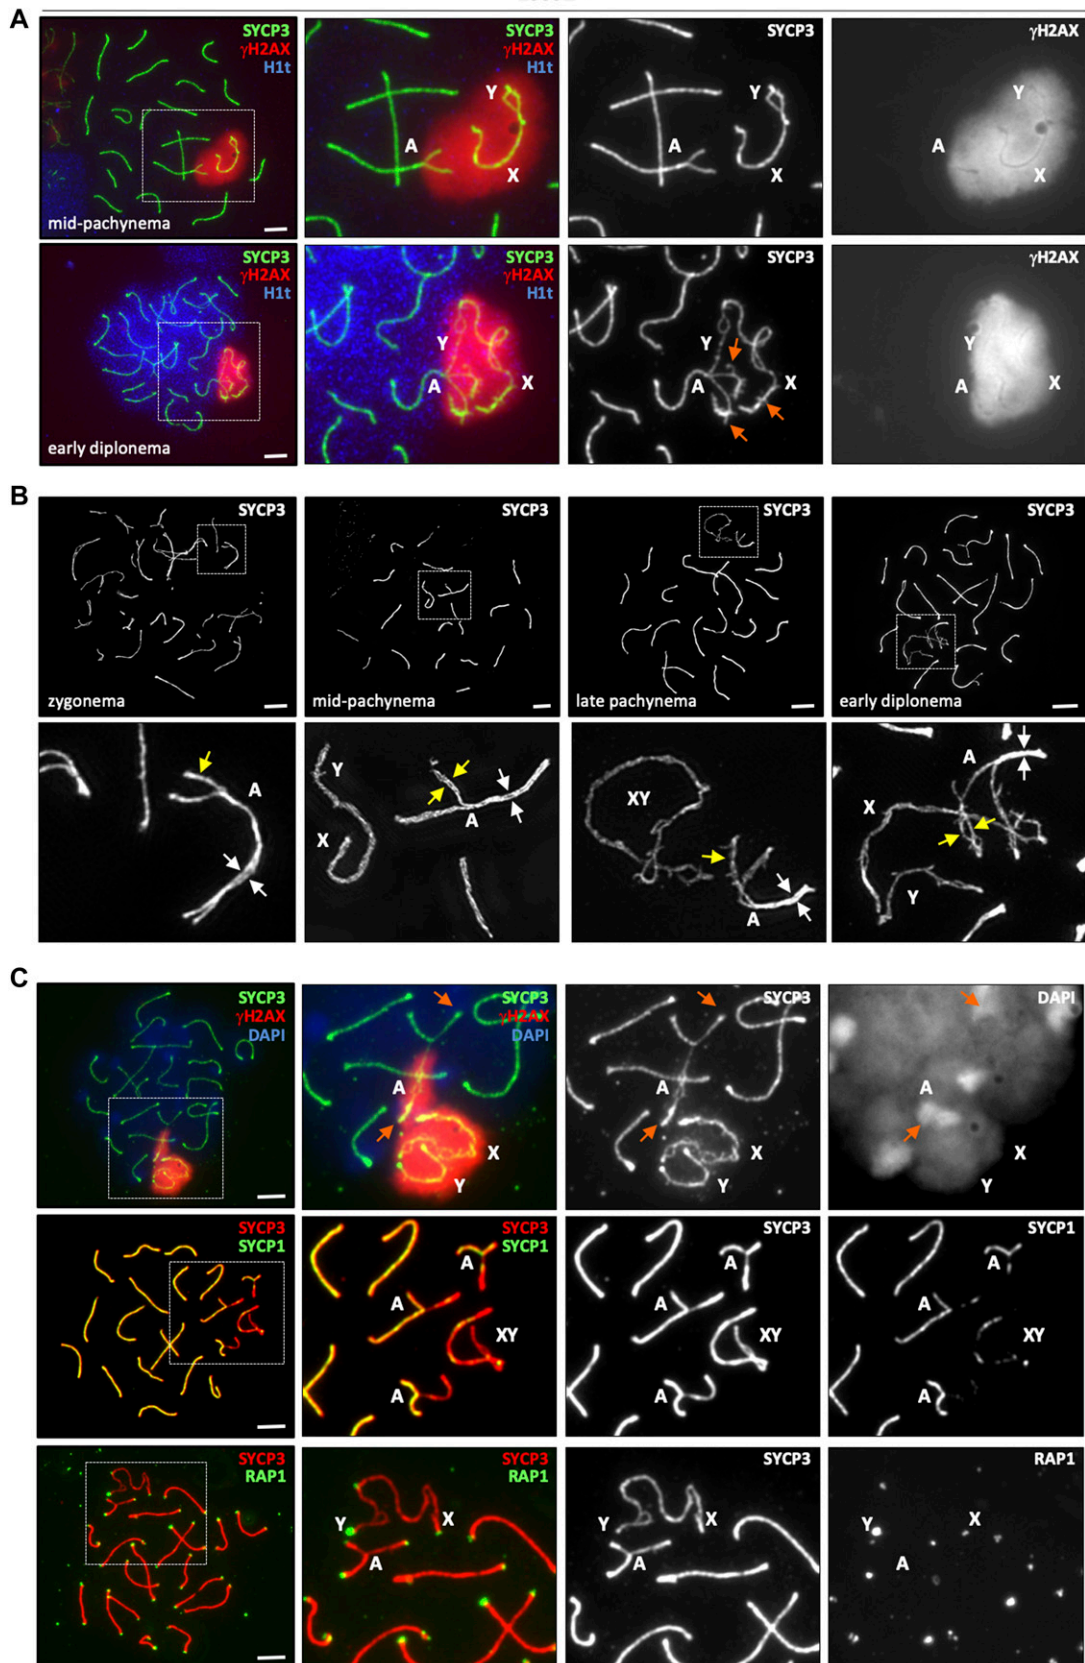 A
SYCP3
γH2AX
H1t
A
Y
X
mid-pachynema
SYCP3
γH2AX
H1t
SYCP3
A
Y
X
γH2AX
Y
A
X
SYCP3
γH2AX
H1t
early diplonema
SYCP3
γH2AX
H1t
Y
A
X
SYCP3
Y
A
X
γH2AX
Y
A
X
B
SYCP3
zygonema
SYCP3
mid-pachynema
SYCP3
late pachynema
SYCP3
early diplonema
A
Y
X
A
XY
A
A
X
Y
C
SYCP3
γH2AX
DAPI
SYCP3
γH2AX
DAPI
A
X
Y
SYCP3
A
X
Y
DAPI
A
X
Y
SYCP3
SYCP1
SYCP3
SYCP1
A
A
XY
A
SYCP3
A
A
XY
A
SYCP1
A
A
XY
A
SYCP3
RAP1
SYCP3
RAP1
Y
X
A
SYCP3
Y
X
A
RAP1
Y
X
A